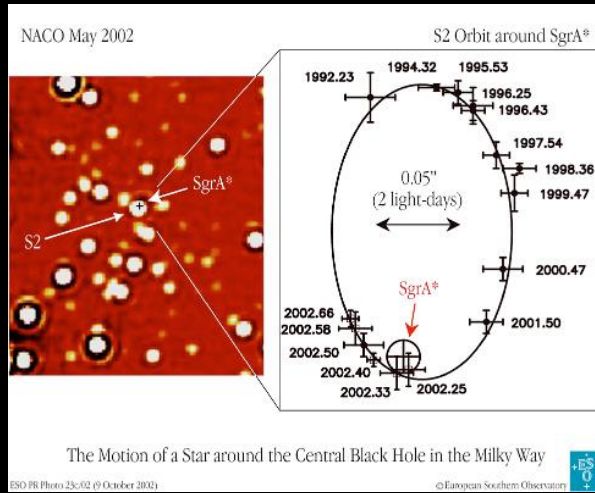 NACO May 2002
S2 Orbit around SgrA*
SgrA*
S2
1992.23
1994.32
1995.53
1996.25
1996.43
1997.54
1998.36
1999.47
0.05"
(2 light-days)
2000.47
SgrA*
2001.50
2002.66
2002.58
2002.50
2002.40
2002.33
2002.25
The Motion of a Star around the Central Black Hole in the Milky Way
ESO PR Photo 23c/02 (9 October 2002)
© European Southern Observatory
ESO